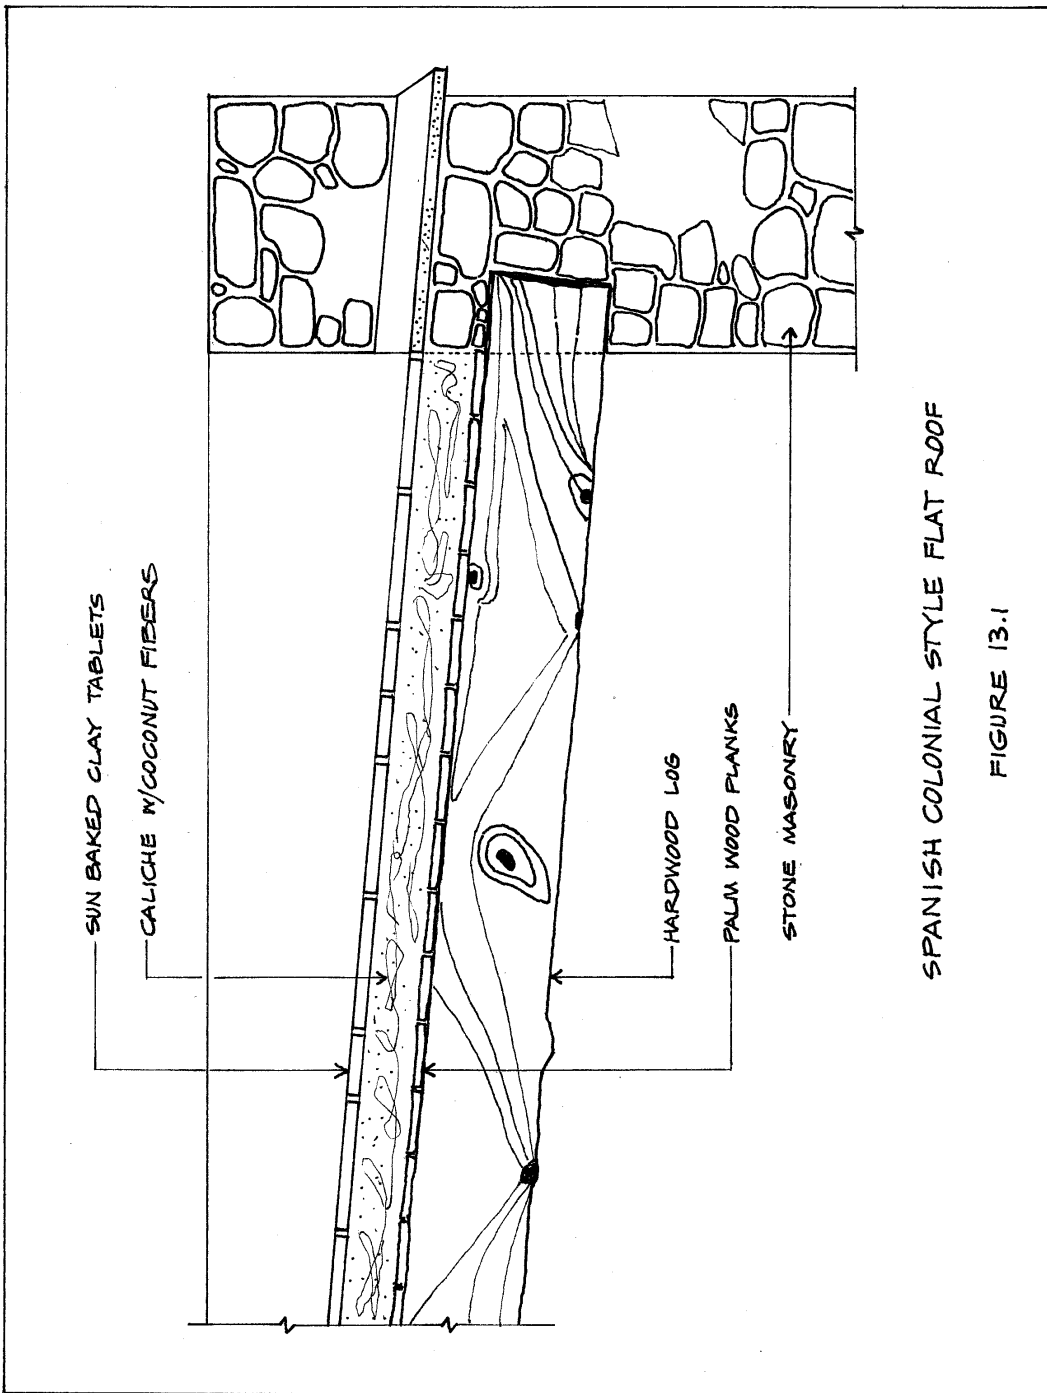 SUN BAKED CLAY TABLETS
CALICHE W/COCONUT FIBERS
HARDWOOD LOG
PALM WOOD PLANKS
STONE MASONRY
SPANISH COLONIAL STYLE FLAT ROOF
FIGURE 13.1